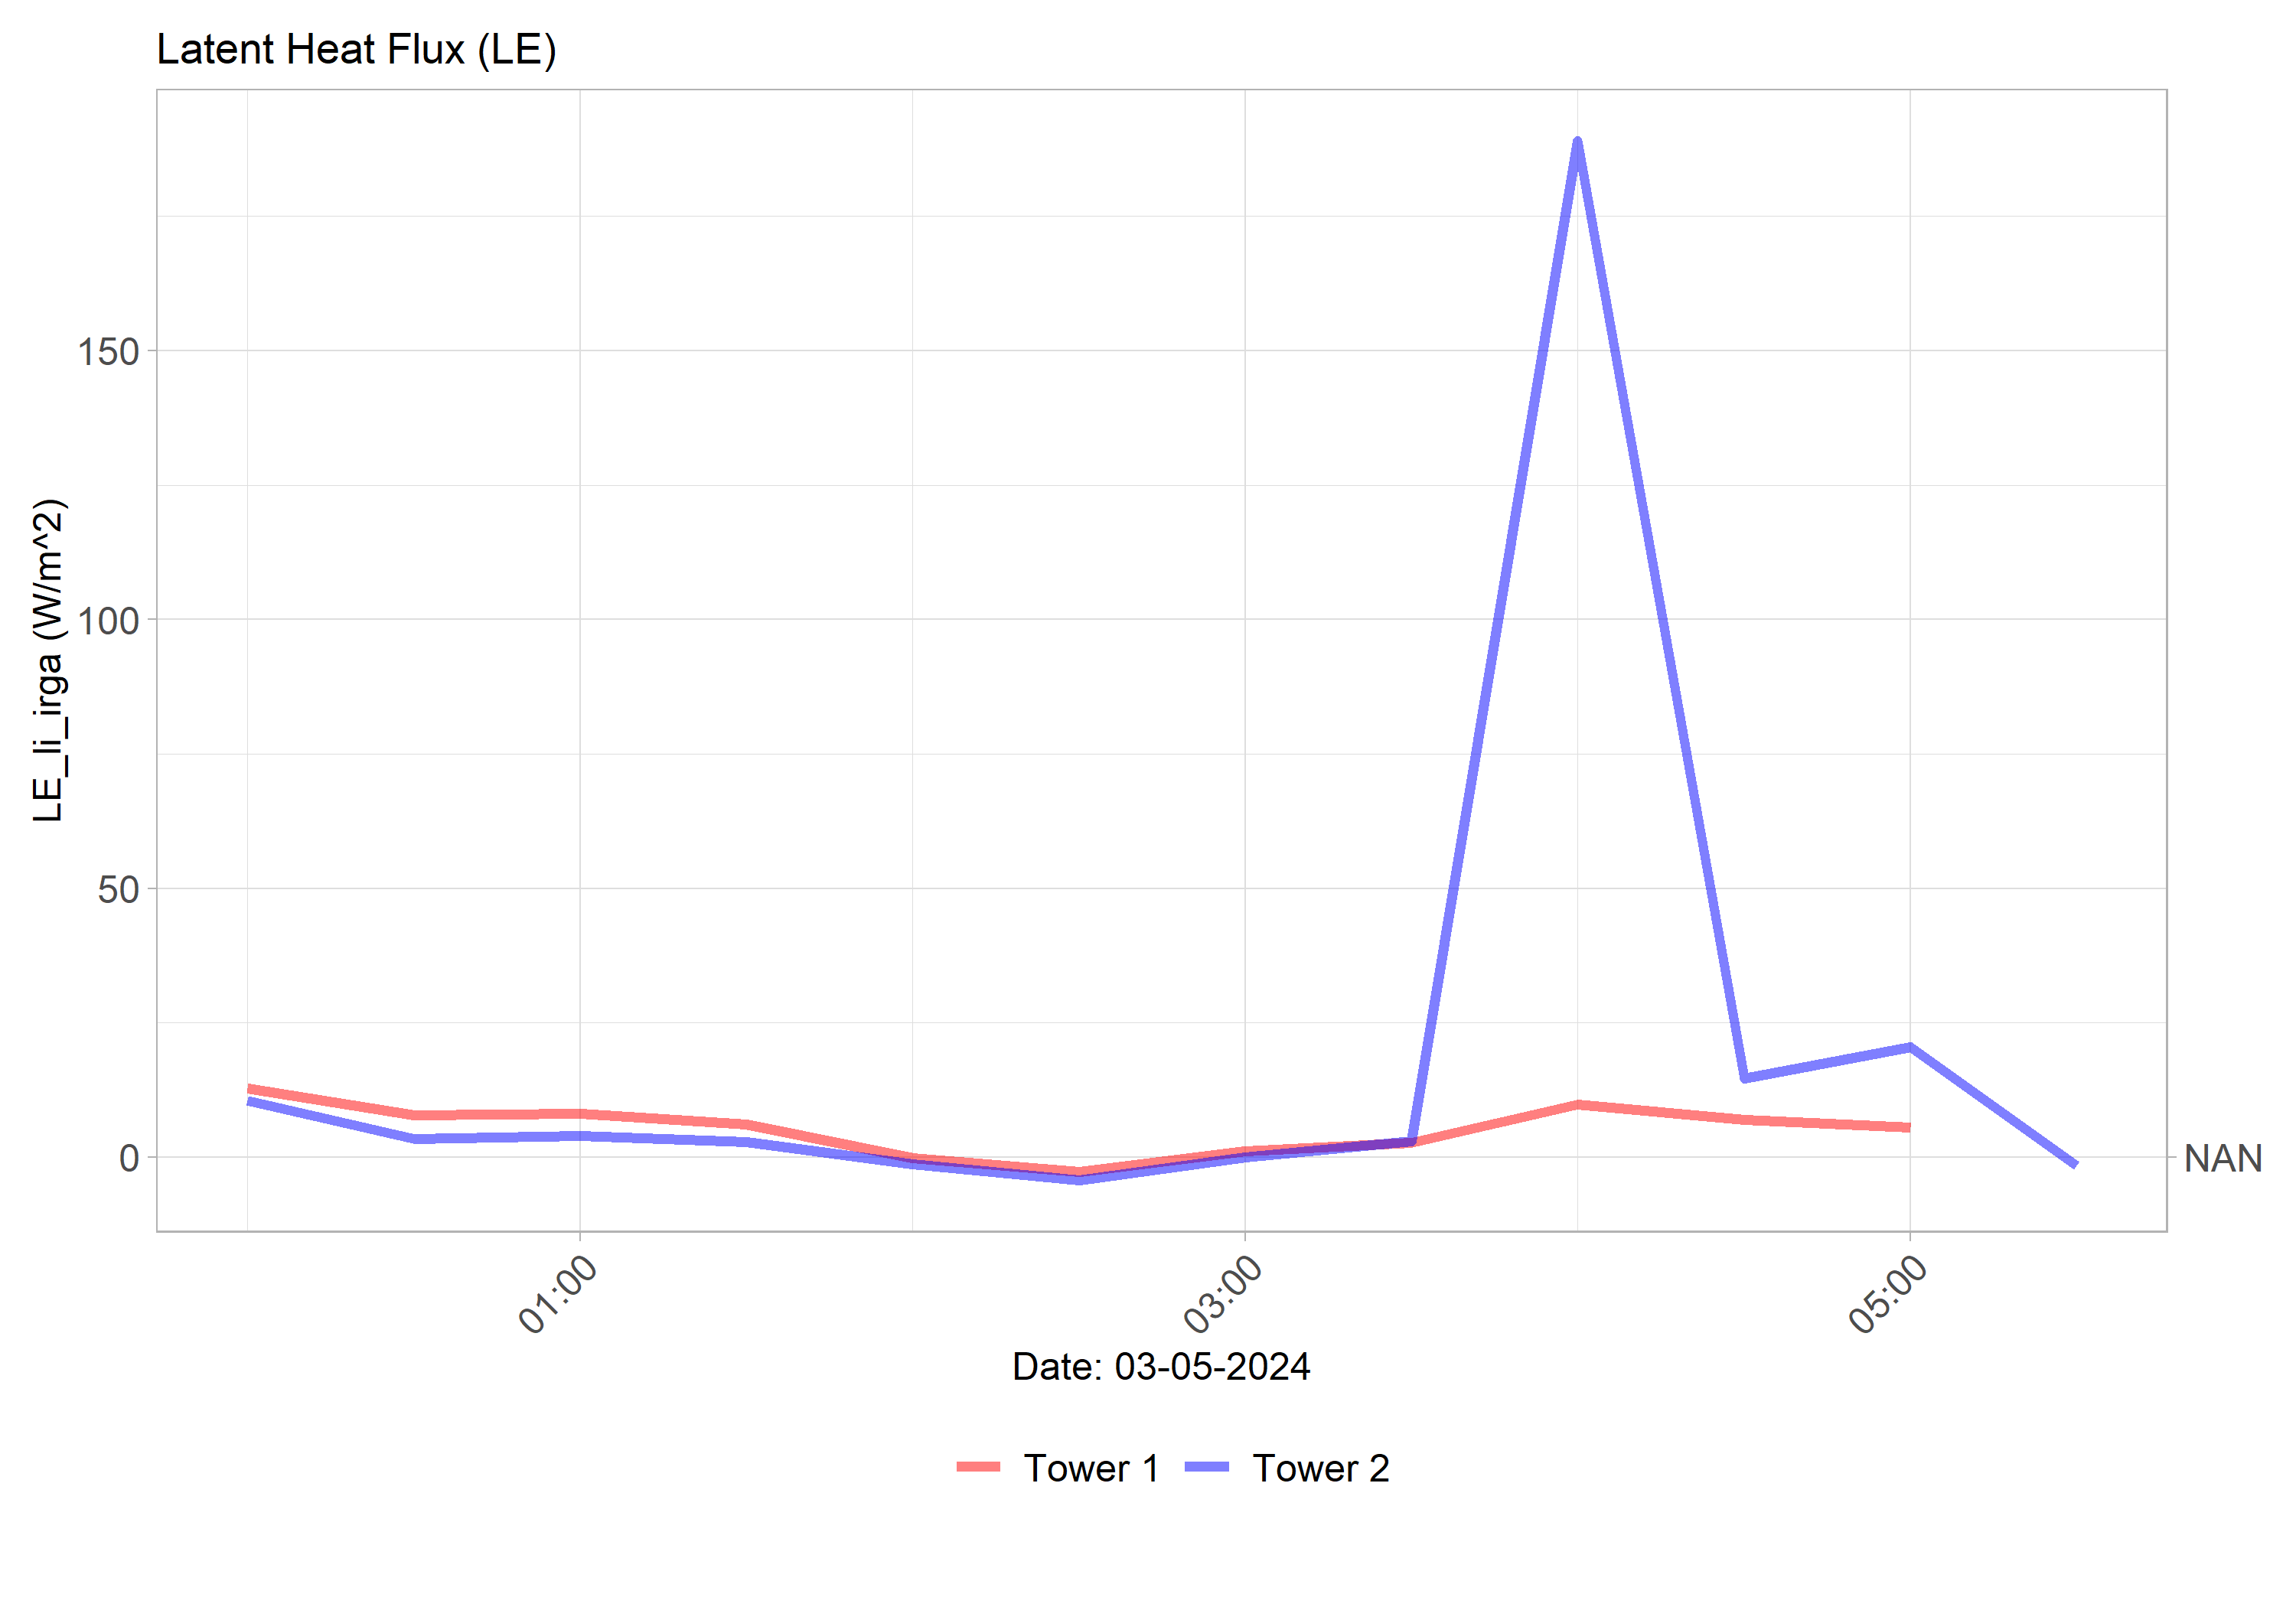 Latent Heat Flux (LE)
LE_li_irga (W/m^2)
150
100
50
0
NAN
01:00
03:00
05:00
Date: 03-05-2024
Tower 1
Tower 2